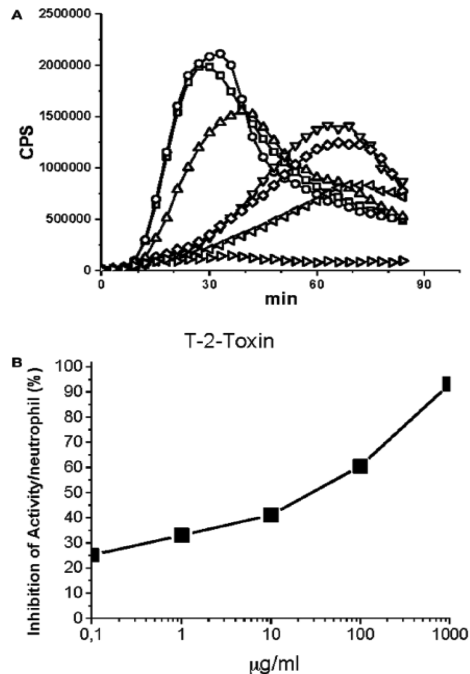 A
2500000
2000000
1500000
1000000
500000
0
CPS
0 30 60 90
min
T-2-Toxin
B
100
90
80
70
60
50
40
30
20
10
0
Inhibition of Activity/neutrophil (%)
0,1 1 10 100 1000
µg/ml